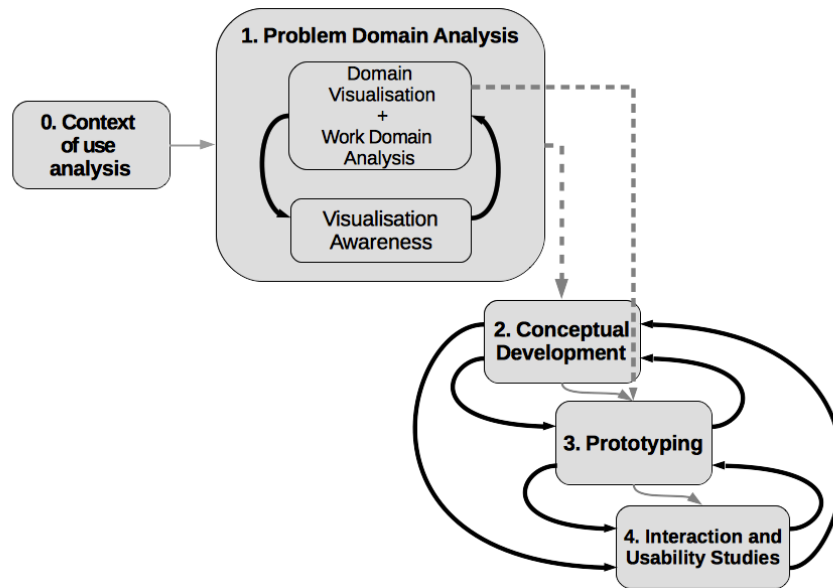 1. Problem Domain Analysis
Domain
Visualisation
+
Work Domain
Analysis
Visualisation
Awareness
0. Context
of use
analysis
2. Conceptual
Development
3. Prototyping
4. Interaction and
Usability Studies